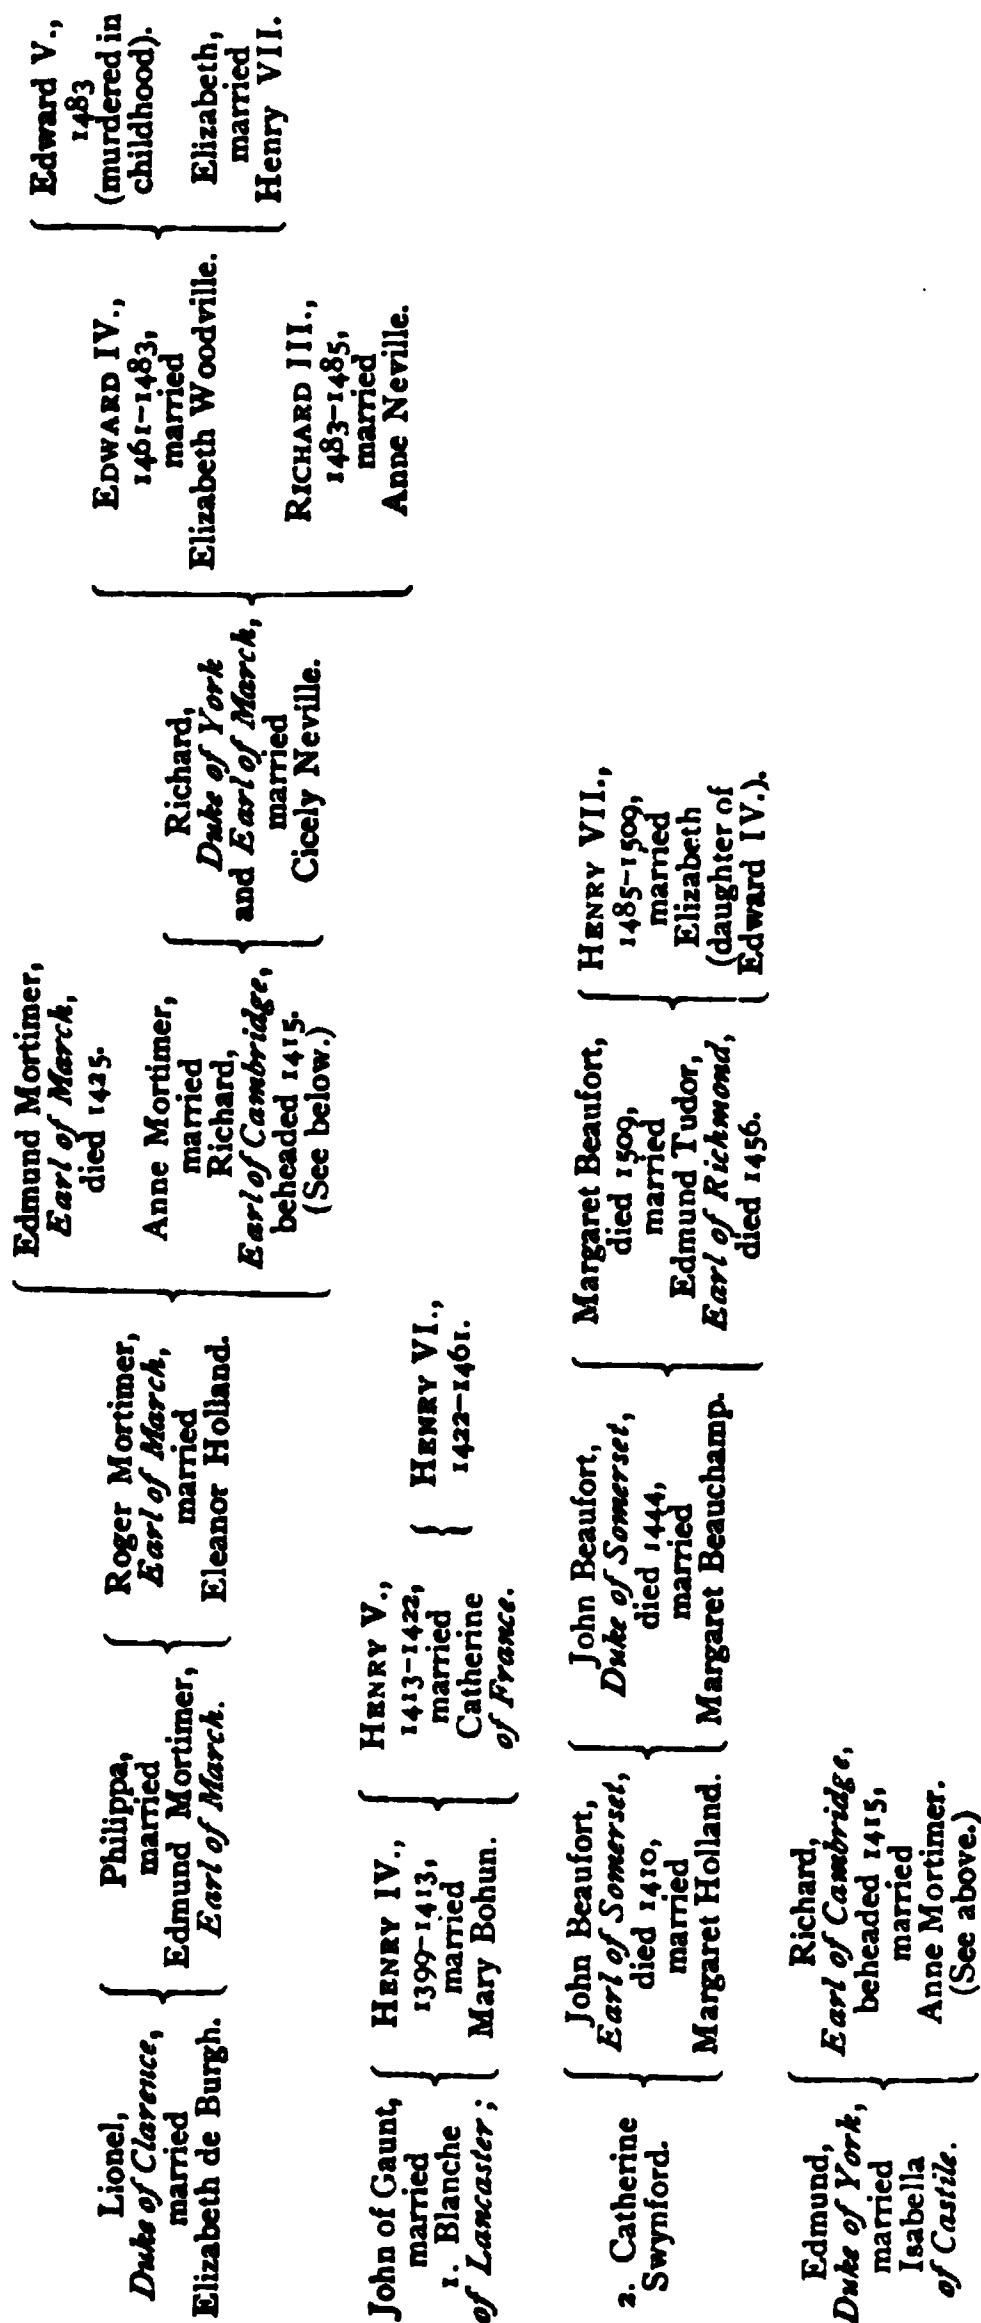 Lionel,
Duke of Clarence,
married
Elizabeth de Burgh.
Philippa,
married
Edmund Mortimer,
Earl of March.
Roger Mortimer,
Earl of March,
married
Eleanor Holland.
Edmund Mortimer,
Earl of March,
died 1425.
Anne Mortimer,
married
Richard,
Earl of Cambridge,
beheaded 1415.
(See below.)
Richard,
Duke of York
and Earl of March,
married
Cicely Neville.
EDWARD IV.,
1461-1483,
married
Elizabeth Woodville.
RICHARD III.,
1483-1485,
married
Anne Neville.
Edward V.,
1483
(murdered in
childhood).
Elizabeth,
married
Henry VII.
John of Gaunt,
married
1. Blanche
of Lancaster;
HENRY IV.,
1399-1413,
married
Mary Bohun.
HENRY V.,
1413-1422,
married
Catherine
of France.
HENRY VI.,
1422-1461.
2. Catherine
Swynford.
John Beaufort,
Earl of Somerset,
died 1410,
married
Margaret Holland.
John Beaufort,
Duke of Somerset,
died 1444,
married
Margaret Beauchamp.
Margaret Beaufort,
died 1509,
married
Edmund Tudor,
Earl of Richmond,
died 1456.
HENRY VII.,
1485-1509,
married
Elizabeth
(daughter of
Edward IV.).
Edmund,
Duke of York,
married
Isabella
of Castile.
Richard,
Earl of Cambridge,
beheaded 1415,
married
Anne Mortimer.
(See above.)